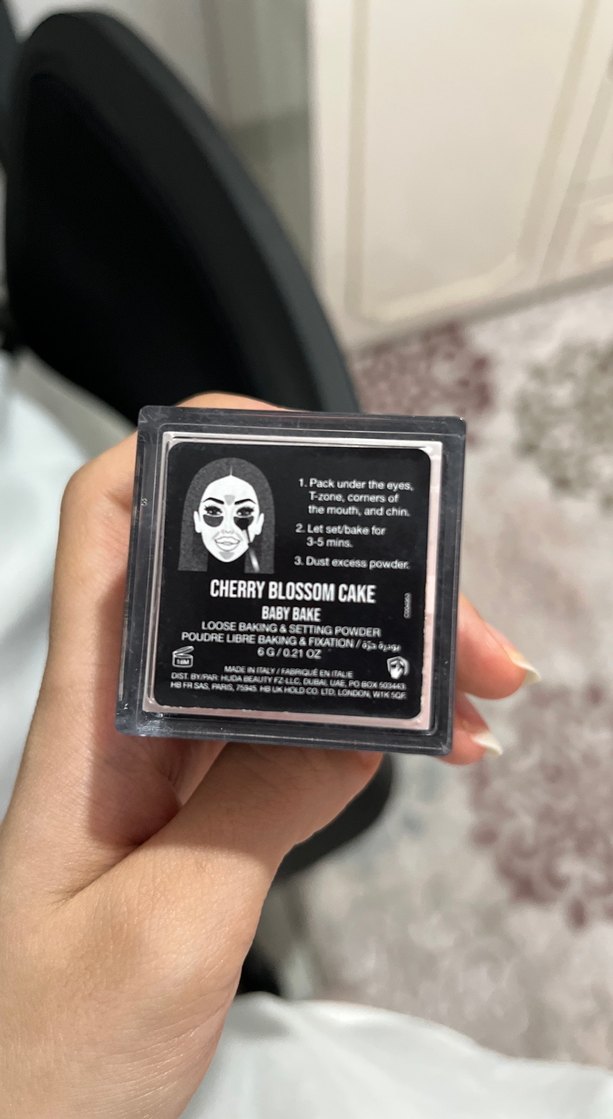 1. Pack under the eyes,
T-zone, corners of
the mouth, and chin.
2. Let set/bake for
3-5 mins.
3. Dust excess powder.
CHERRY BLOSSOM CAKE
BABY BAKE
LOOSE BAKING & SETTING POWDER
POUDRE LIBRE BAKING & FIXATION /
6 G / 0.21 OZ
MADE IN ITALY / FABRIQUÉ EN ITALIE
DIST. BY/PAR: HUDA BEAUTY FZ-LLC, DUBAI, UAE, PO BOX 503443.
HB FR SAS, PARIS, 75945. HB UK HOLD CO. LTD, LONDON, W1K 5QF.